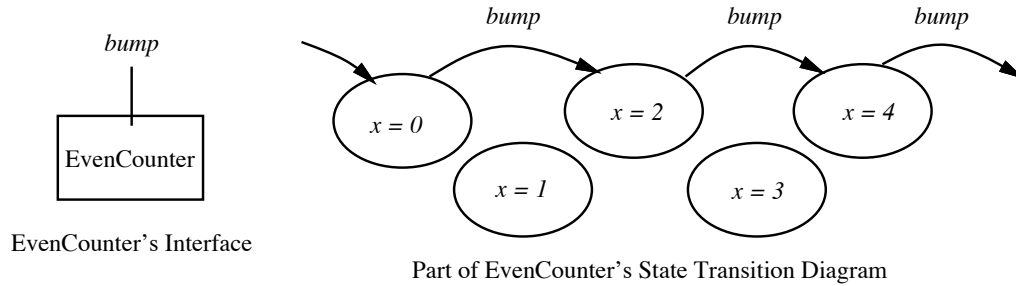 bump
EvenCounter
EvenCounter's Interface
bump bump bump
x = 0 x = 2 x = 4
x = 1 x = 3
Part of EvenCounter's State Transition Diagram